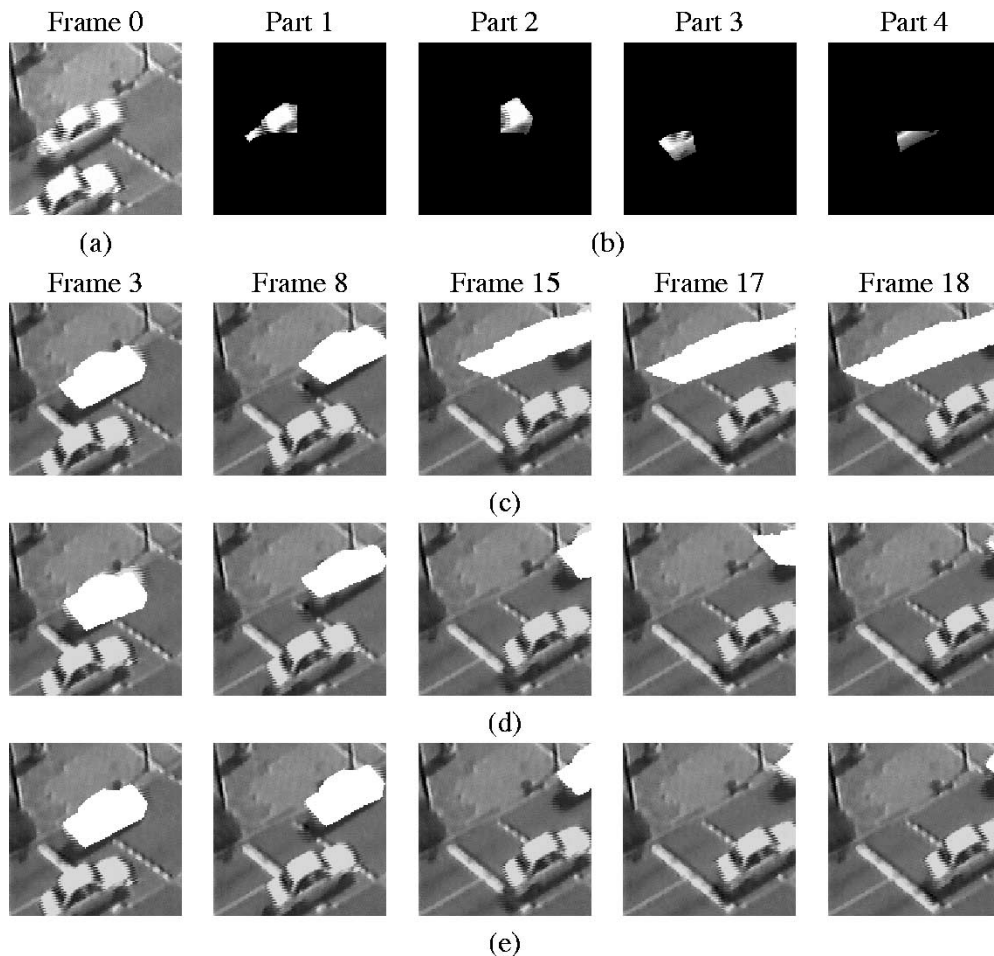 Frame 0 Part 1 Part 2 Part 3 Part 4
(a) (b)
Frame 3 Frame 8 Frame 15 Frame 17 Frame 18
(c)
(d)
(e)